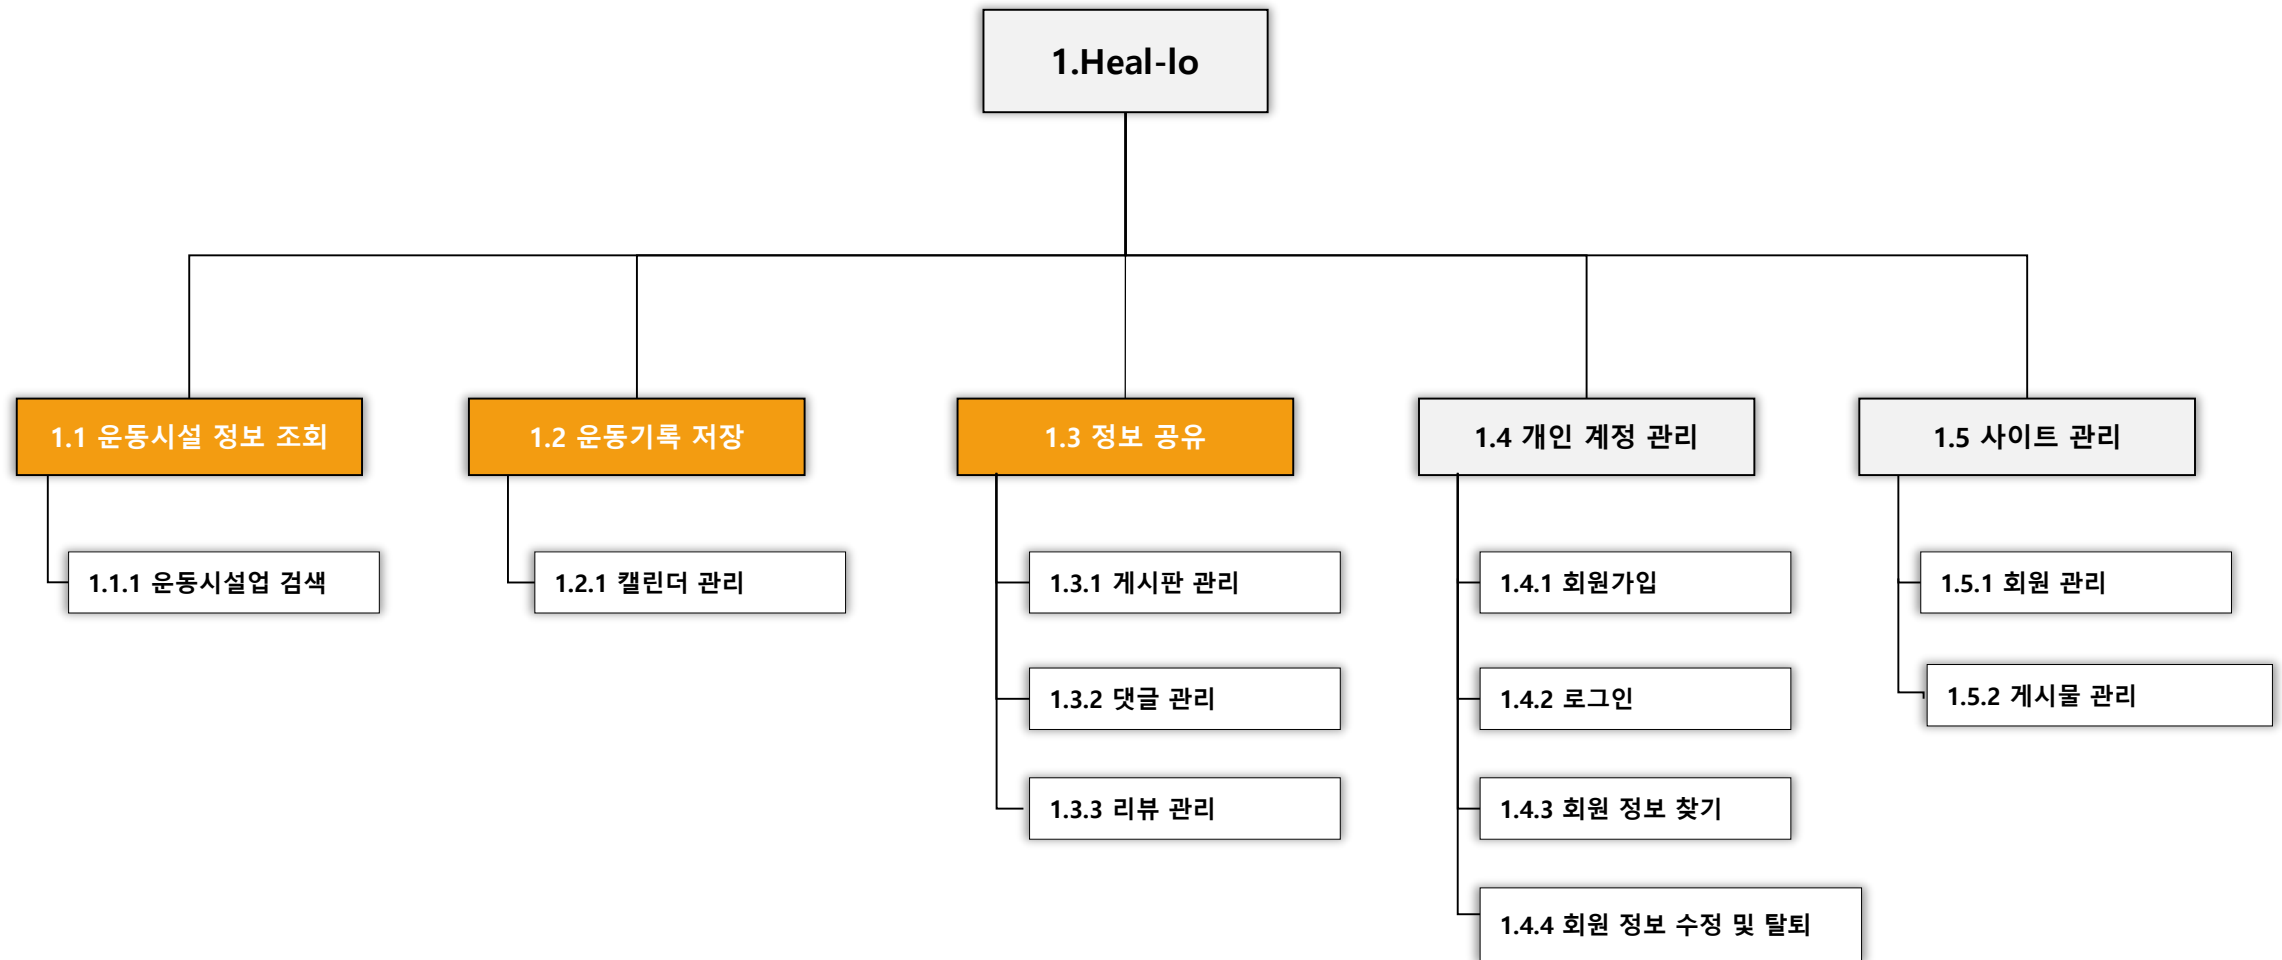 1.Heal-lo
1.1 운동시설 정보 조회
1.2 운동기록 저장
1.3 정보 공유
1.4 개인 계정 관리
1.5 사이트 관리
1.1.1 운동시설업 검색
1.2.1 캘린더 관리
1.3.1 게시판 관리
1.4.1 회원가입
1.5.1 회원 관리
1.3.2 댓글 관리
1.4.2 로그인
1.5.2 게시물 관리
1.3.3 리뷰 관리
1.4.3 회원 정보 찾기
1.4.4 회원 정보 수정 및 탈퇴